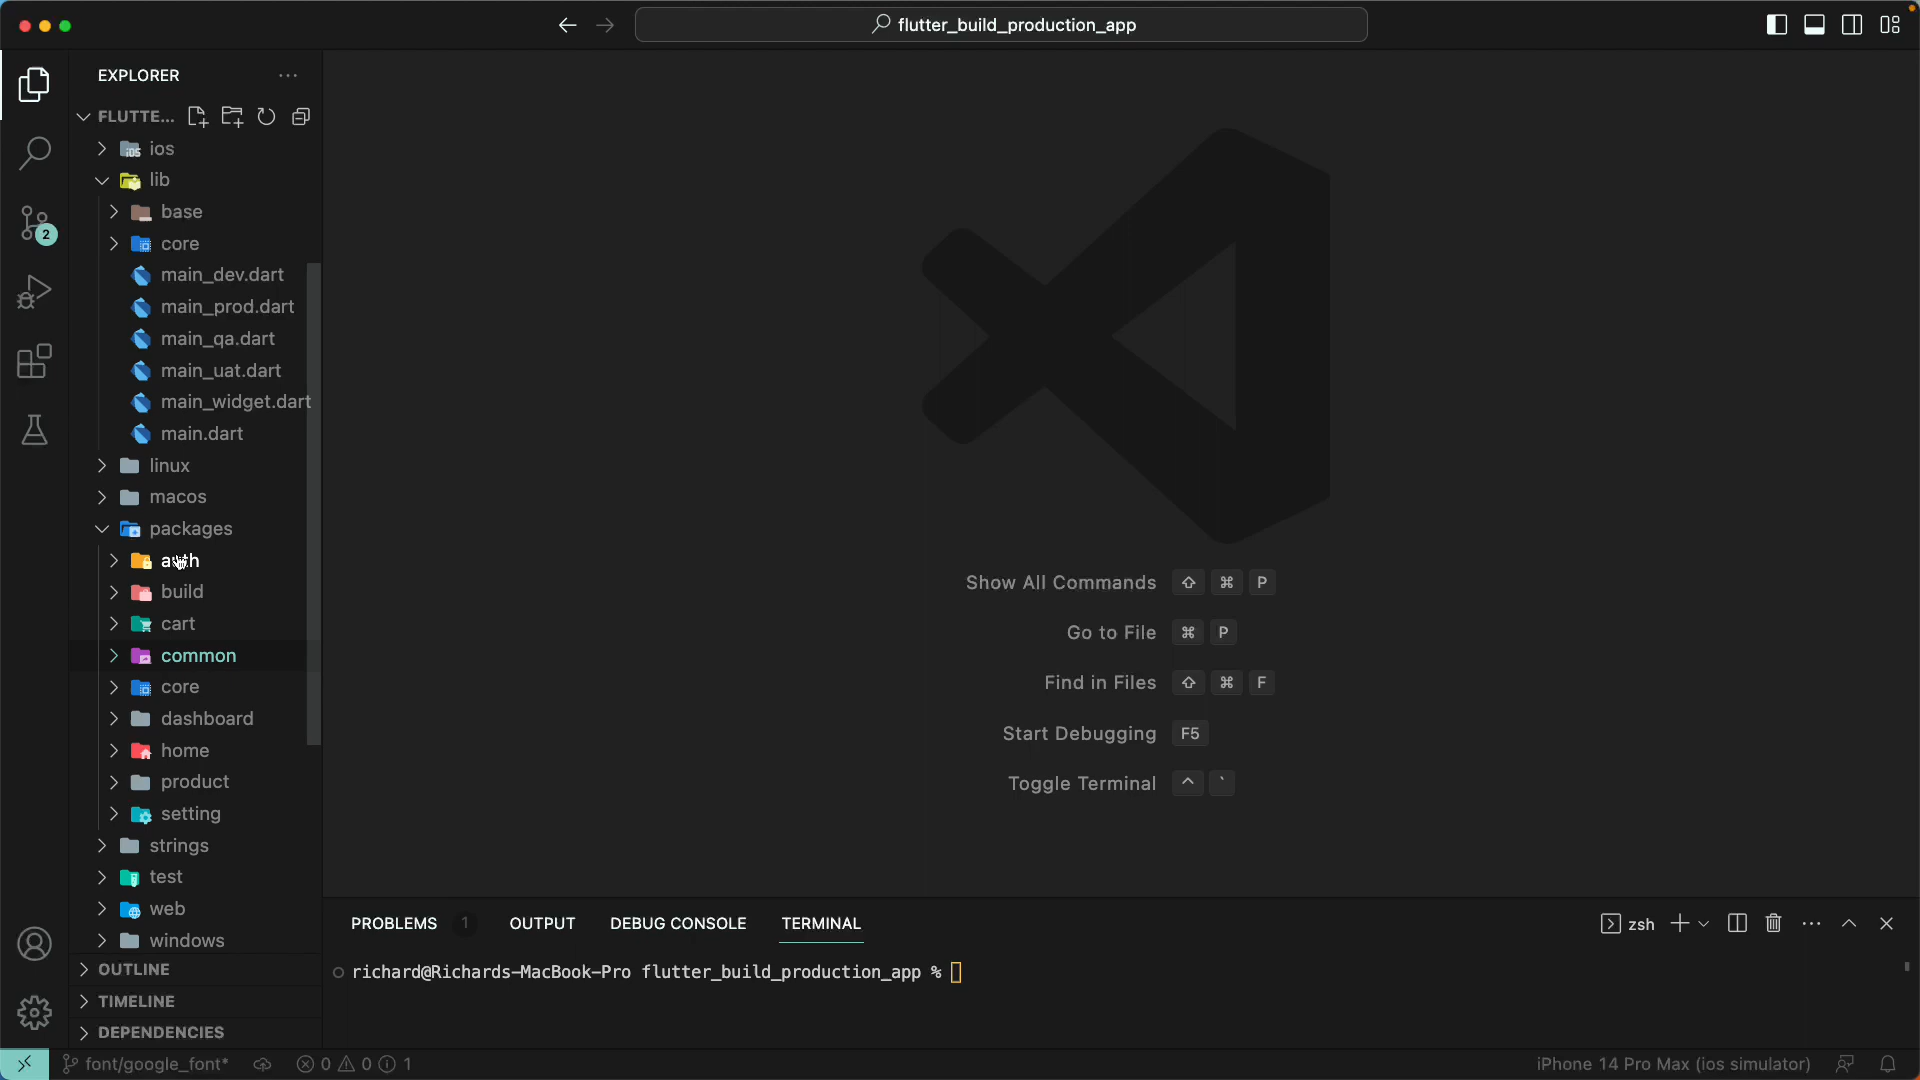 flutter_build_production_app
EXPLORER
FLUTTE...
ios
lib
base
core
main_dev.dart
main_prod.dart
main_qa.dart
main_uat.dart
main_widget.dart
main.dart
linux
macos
packages
auth
build
cart
common
core
dashboard
home
product
setting
strings
test
web
windows
OUTLINE
TIMELINE
DEPENDENCIES
2
Show All Commands ⇧ ⌘ P
Go to File ⌘ P
Find in Files ⇧ ⌘ F
Start Debugging F5
Toggle Terminal ⌃ `
PROBLEMS 1 OUTPUT DEBUG CONSOLE TERMINAL zsh
richard@Richards-MacBook-Pro flutter_build_production_app %
font/google_font* 0 0 1 iPhone 14 Pro Max (ios simulator)